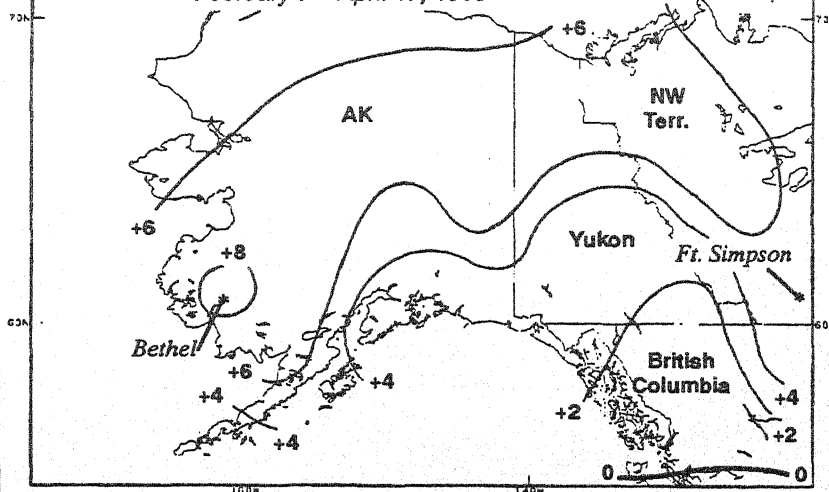 70N
+6
AK
NW
Terr.
+6
+8
Yukon
Ft. Simpson
Bethel
+6
+4
+4
+4
British
Columbia
+2
+4
+2
0
0